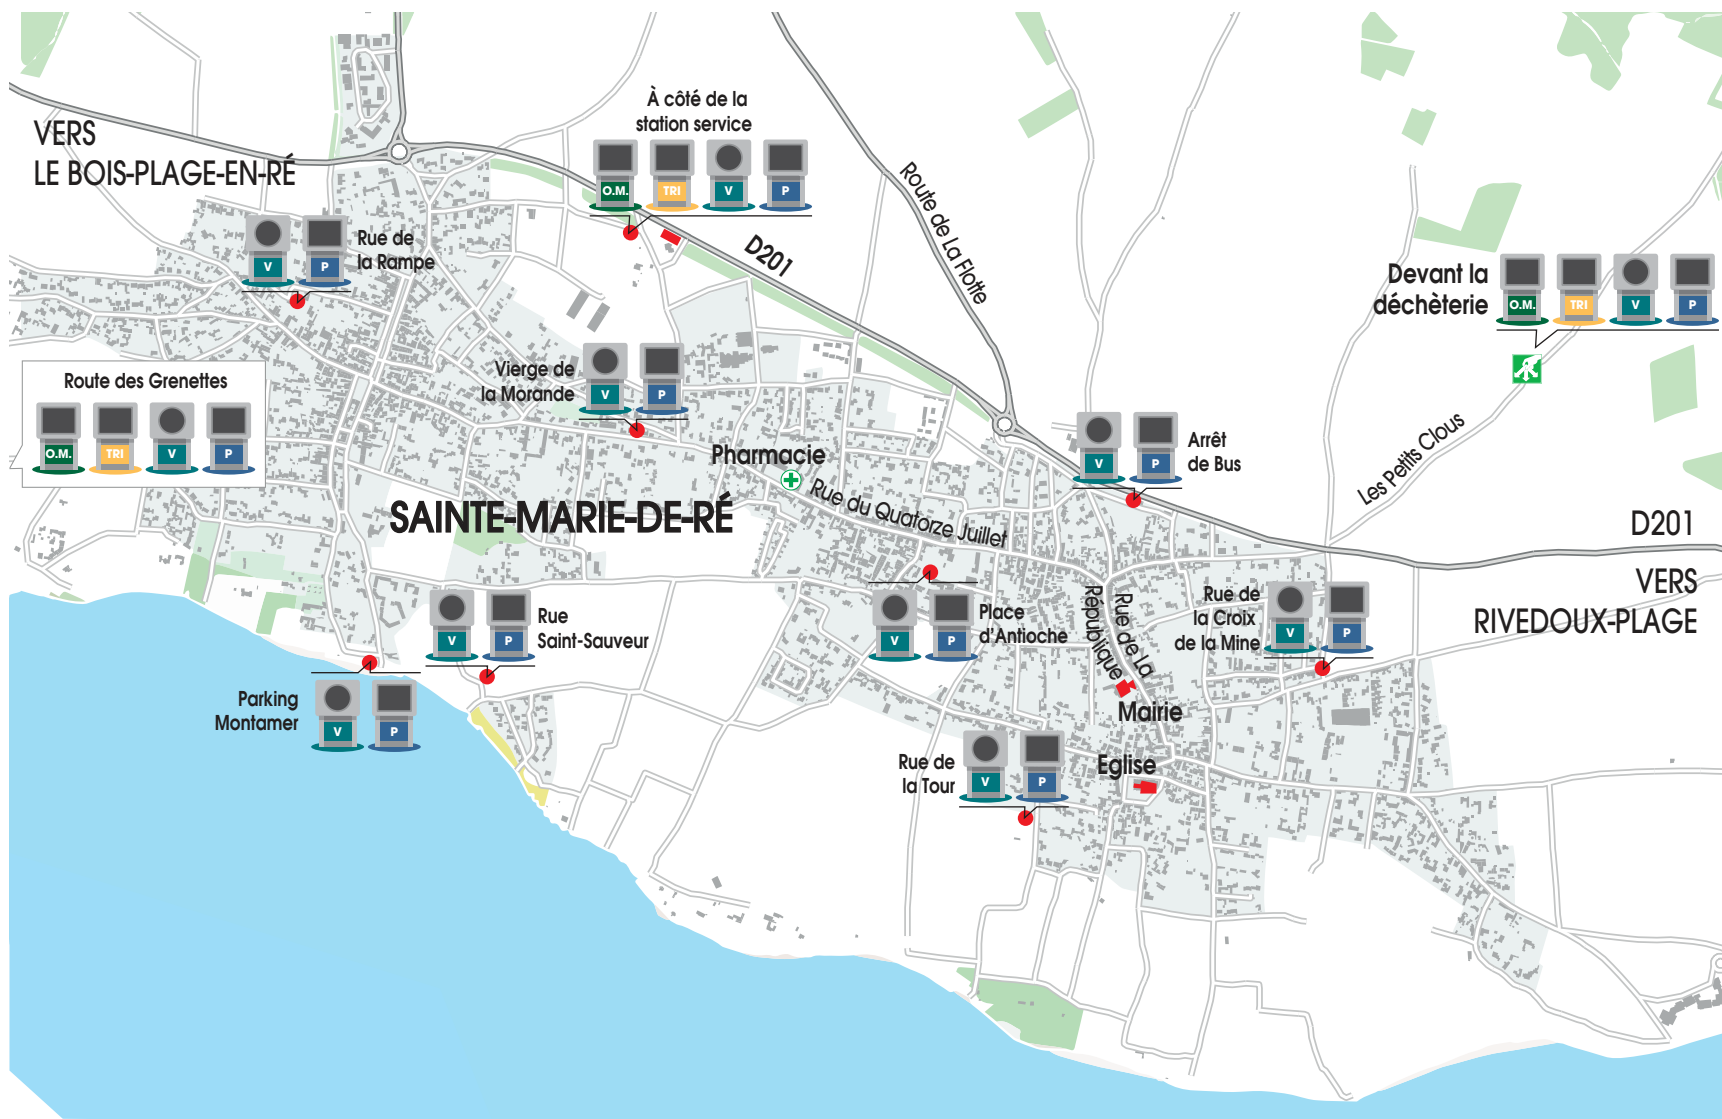 VERS
LE BOIS-PLAGE-EN-RÉ
À côté de la
station service
O.M.
TRI
V
P
Rue de
la Rampe
V
P
D201
Route de La Flotte
Devant la
déchèterie
O.M.
TRI
V
P
Route des Grenettes
O.M.
TRI
V
P
Vierge de
la Morande
V
P
Pharmacie
Arrêt
de Bus
V
P
Les Petits Clous
SAINTE-MARIE-DE-RÉ
Rue du Quatorze Juillet
D201
VERS
RIVEDOUX-PLAGE
Rue
Saint-Sauveur
V
P
Place
d'Antioche
V
P
Rue de La
République
Rue de
la Croix
de la Mine
V
P
Parking
Montamer
V
P
Mairie
Rue de
la Tour
V
P
Eglise